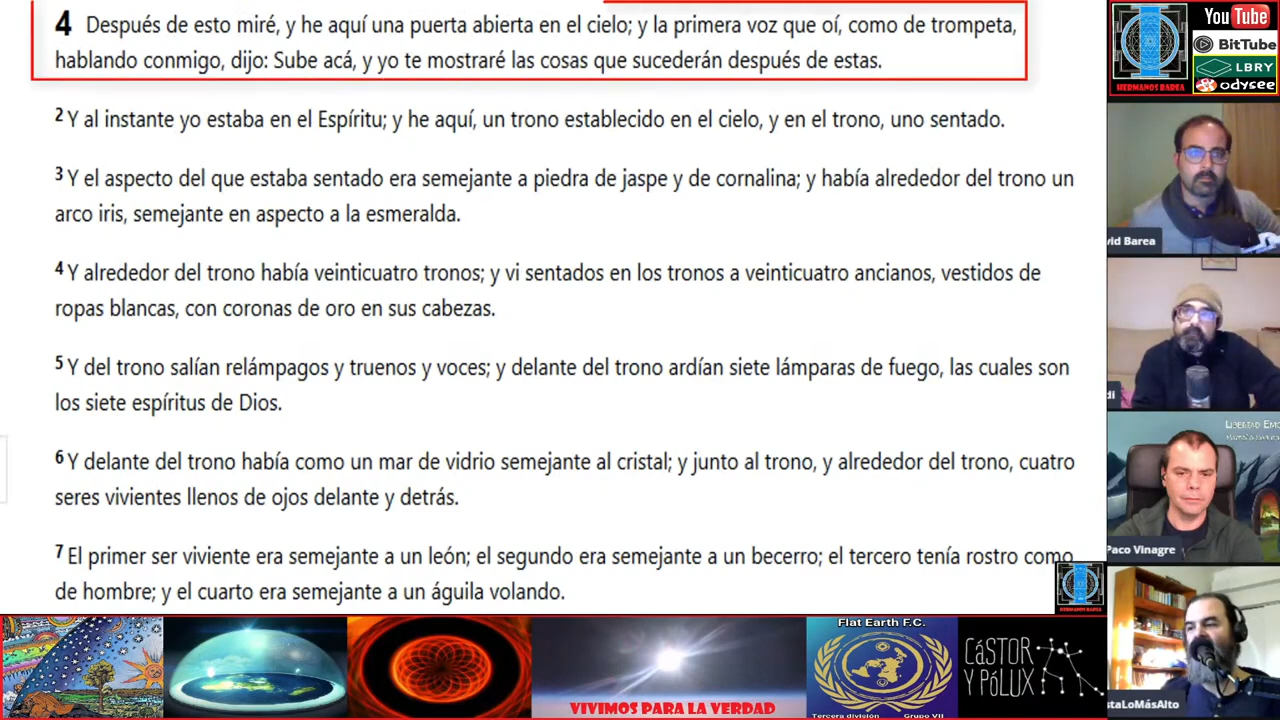 4 Después de esto miré, y he aquí una puerta abierta en el cielo; y la primera voz que oí, como de trompeta,
hablando conmigo, dijo: Sube acá, y yo te mostraré las cosas que sucederán después de estas.
2 Y al instante yo estaba en el Espíritu; y he aquí, un trono establecido en el cielo, y en el trono, uno sentado.
3 Y el aspecto del que estaba sentado era semejante a piedra de jaspe y de cornalina; y había alrededor del trono un
arco iris, semejante en aspecto a la esmeralda.
4 Y alrededor del trono había veinticuatro tronos; y vi sentados en los tronos a veinticuatro ancianos, vestidos de
ropas blancas, con coronas de oro en sus cabezas.
5 Y del trono salían relámpagos y truenos y voces; y delante del trono ardían siete lámparas de fuego, las cuales son
los siete espíritus de Dios.
6 Y delante del trono había como un mar de vidrio semejante al cristal; y junto al trono, y alrededor del trono, cuatro
seres vivientes llenos de ojos delante y detrás.
7 El primer ser viviente era semejante a un león; el segundo era semejante a un becerro; el tercero tenía rostro como
de hombre; y el cuarto era semejante a un águila volando.
HERMANOS BAREA
YouTube
BitTube
LBRY
odysee
vid Barea
di
LIBERTAD EMO
Paco Vinagre
staLoMásAlto
HERMANOS BAREA
VIVIMOS PARA LA VERDAD
Flat Earth F.C.
Tercera división Grupo VII
CáSTOR
Y PóLUX